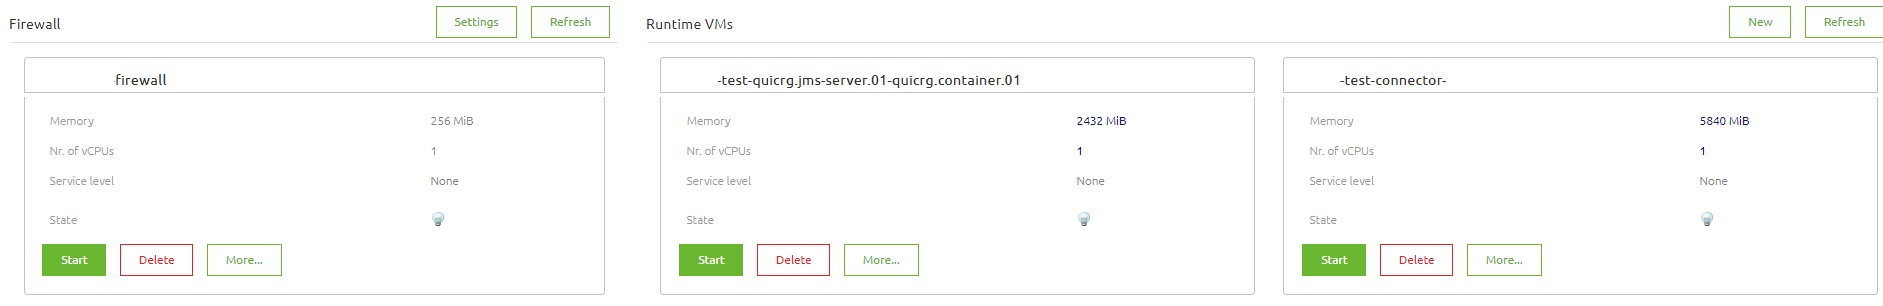 Firewall
Settings
Refresh
-firewall
Memory 256 MiB
Nr. of vCPUs 1
Service level None
State
Start Delete More...
Runtime VMs
New
Refresh
-test-quicrg.jms-server.01-quicrg.container.01
Memory 2432 MiB
Nr. of vCPUs 1
Service level None
State
Start Delete More...
-test-connector-
Memory 5840 MiB
Nr. of vCPUs 1
Service level None
State
Start Delete More...